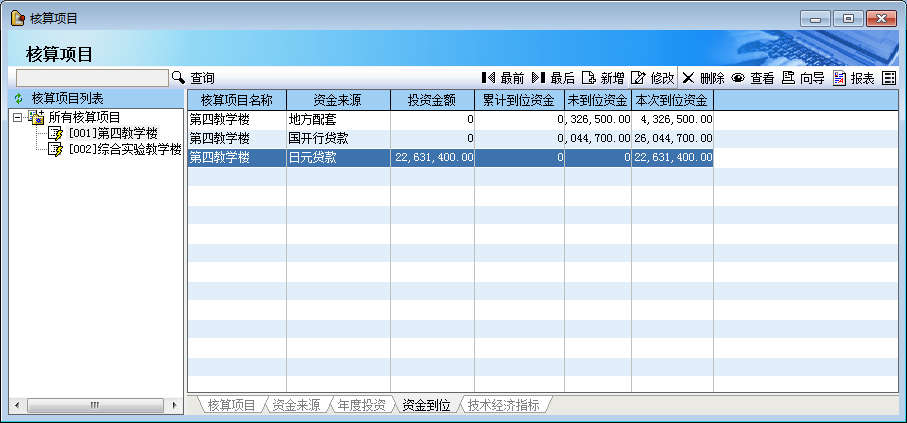 核算项目
核算项目
查询 最前 最后 新增 修改 删除 查看 向导 报表
核算项目列表
所有核算项目
[001]第四教学楼
[002]综合实验教学楼
核算项目名称 资金来源 投资金额 累计到位资金 未到位资金 本次到位资金
第四教学楼 地方配套 0 0 ,326,500.00 4,326,500.00
第四教学楼 国开行贷款 0 0 ,044,700.00 26,044,700.00
第四教学楼 日元贷款 22,631,400.00 0 0 22,631,400.00
核算项目 资金来源 年度投资 资金到位 技术经济指标